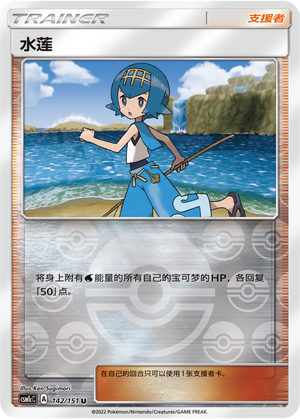 TRAINER
支援者
水莲
将身上附有能量的所有自己的宝可梦的HP，各回复
「50」点。
Illus. Ken Sugimori
CSM1cC A 142/151 U
在自己的回合只可以使用1张支援者卡。
©2022 Pokémon/Nintendo/Creatures/GAME FREAK.